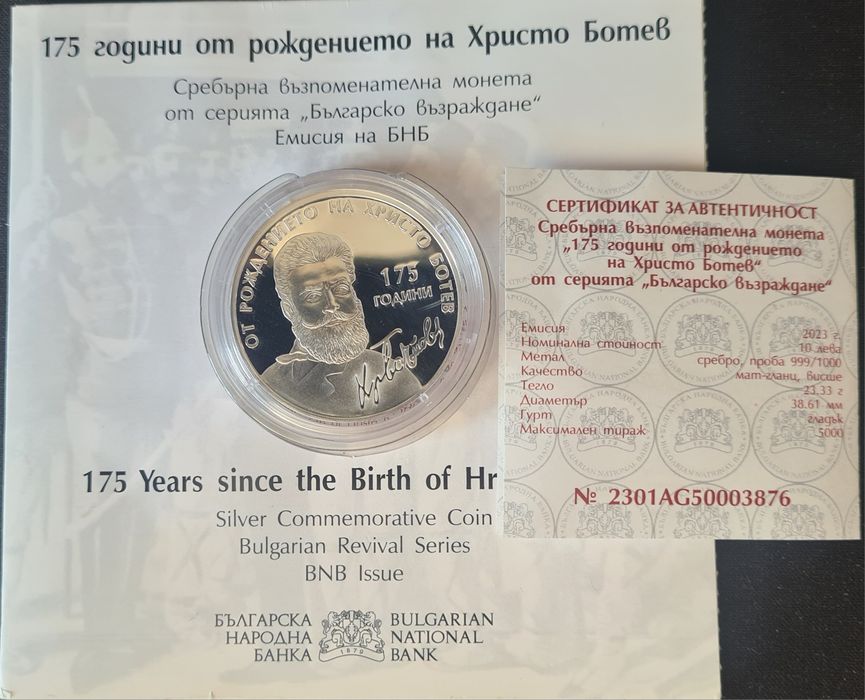 175 години от рождението на Христо Ботев
Сребърна възпоменателна монета
от серията „Българско възраждане“
Емисия на БНБ
ОТ РОЖДЕНИЕТО НА ХРИСТО БОТЕВ
175
ГОДИНИ
ХрБотевъ
175 Years since the Birth of Hr
Silver Commemorative Coin
Bulgarian Revival Series
BNB Issue
БЪЛГАРСКА
НАРОДНА
БАНКА
1879
BULGARIAN
NATIONAL
BANK
СЕРТИФИКАТ ЗА АВТЕНТИЧНОСТ
Сребърна възпоменателна монета
„175 години от рождението
на Христо Ботев“
от серията „Българско възраждане“
Емисия 2023 г.
Номинална стойност 10 лева
Метал сребро, проба 999/1000
Качество мат-гланц, висше
Тегло 23.33 г
Диаметър 38.61 мм
Гурт гладък
Максимален тираж 5000
№ 2301AG50003876